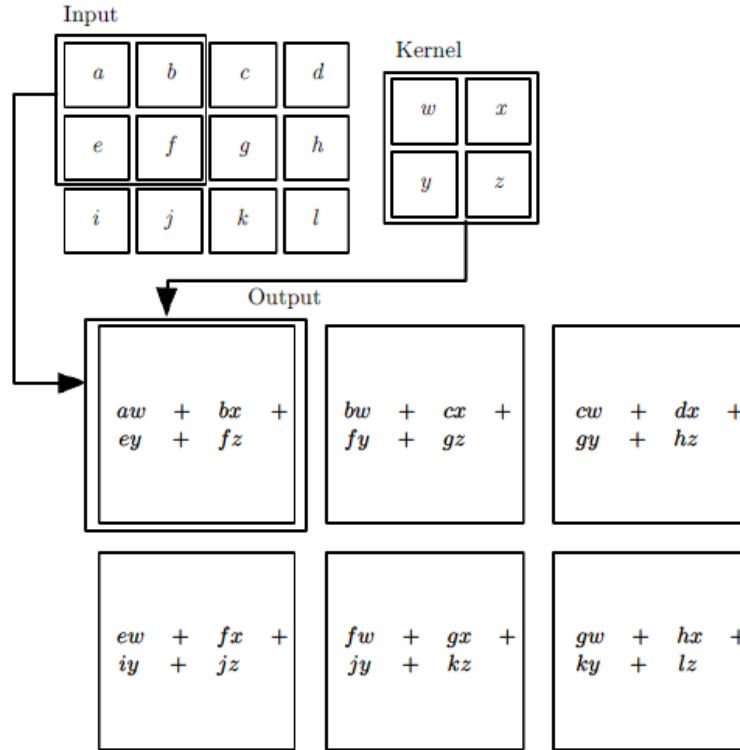 Input
Kernel
a b c d
w x
e f g h
y z
i j k l
Output
aw + bx +
ey + fz
bw + cx +
fy + gz
cw + dx +
gy + hz
ew + fx +
iy + jz
fw + gx +
jy + kz
gw + hx +
ky + lz